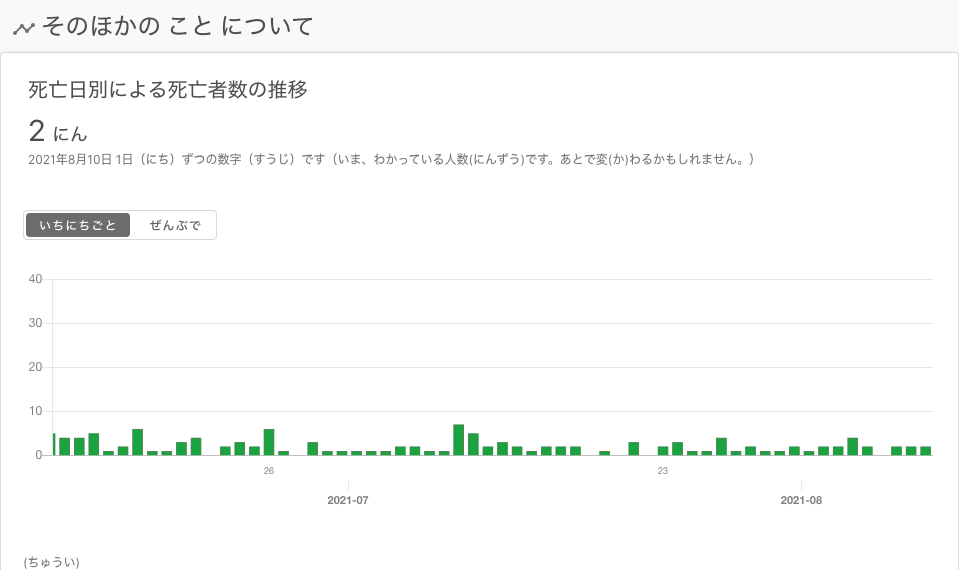 そのほかの こと について
死亡日別による死亡者数の推移
2 にん
2021年8月10日 1日（にち）ずつの数字（すうじ）です（いま、わかっている人数(にんずう)です。あとで変(か)わるかもしれません。）
いちにちごと ぜんぶで
40
30
20
10
0
26 23
2021-07 2021-08
(ちゅうい)